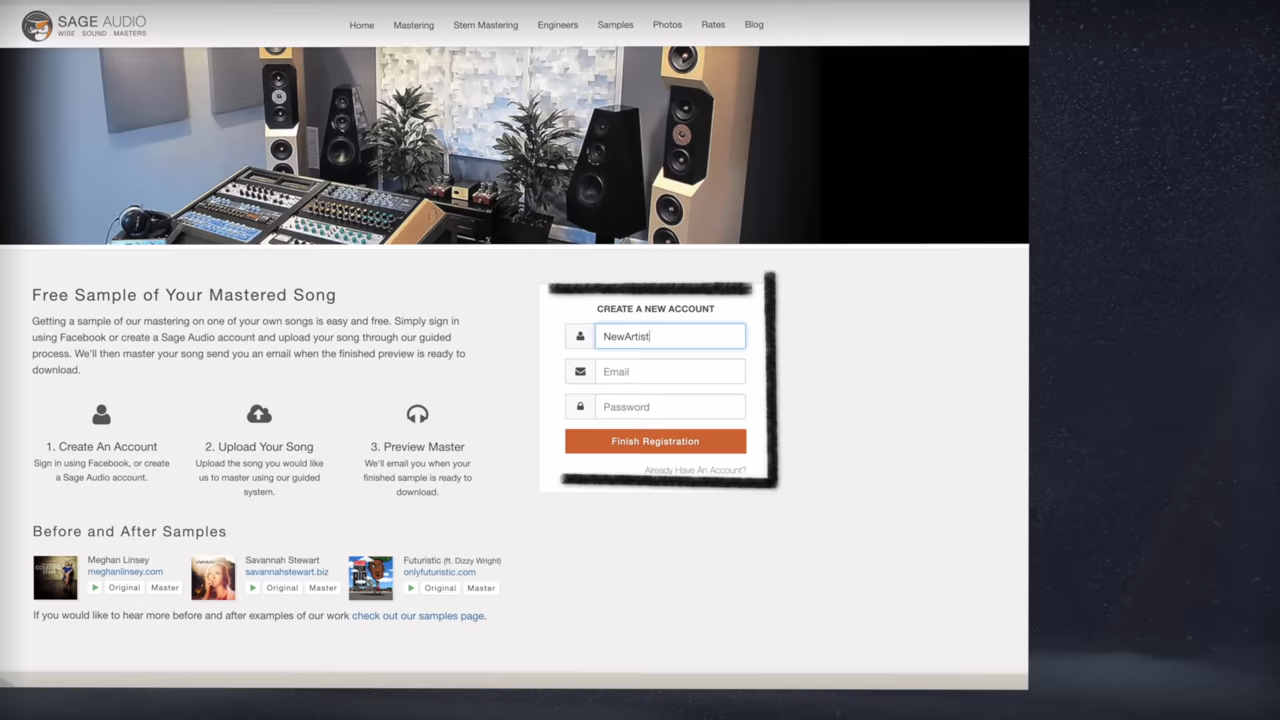 SAGE AUDIO
WISE . SOUND . MASTERS
Home Mastering Stem Mastering Engineers Samples Photos Rates Blog
Free Sample of Your Mastered Song
Getting a sample of our mastering on one of your own songs is easy and free. Simply sign in
using Facebook or create a Sage Audio account and upload your song through our guided
process. We'll then master your song send you an email when the finished preview is ready to
download.
1. Create An Account
Sign in using Facebook, or create
a Sage Audio account.
2. Upload Your Song
Upload the song you would like
us to master using our guided
system.
3. Preview Master
We'll email you when your
finished sample is ready to
download.
CREATE A NEW ACCOUNT
NewArtist
Email
Password
Finish Registration
Already Have An Account?
Before and After Samples
Meghan Linsey
meghanlinsey.com
Original Master
Savannah Stewart
savannahstewart.biz
Original Master
Futuristic (ft. Dizzy Wright)
onlyfuturistic.com
Original Master
If you would like to hear more before and after examples of our work check out our samples page.